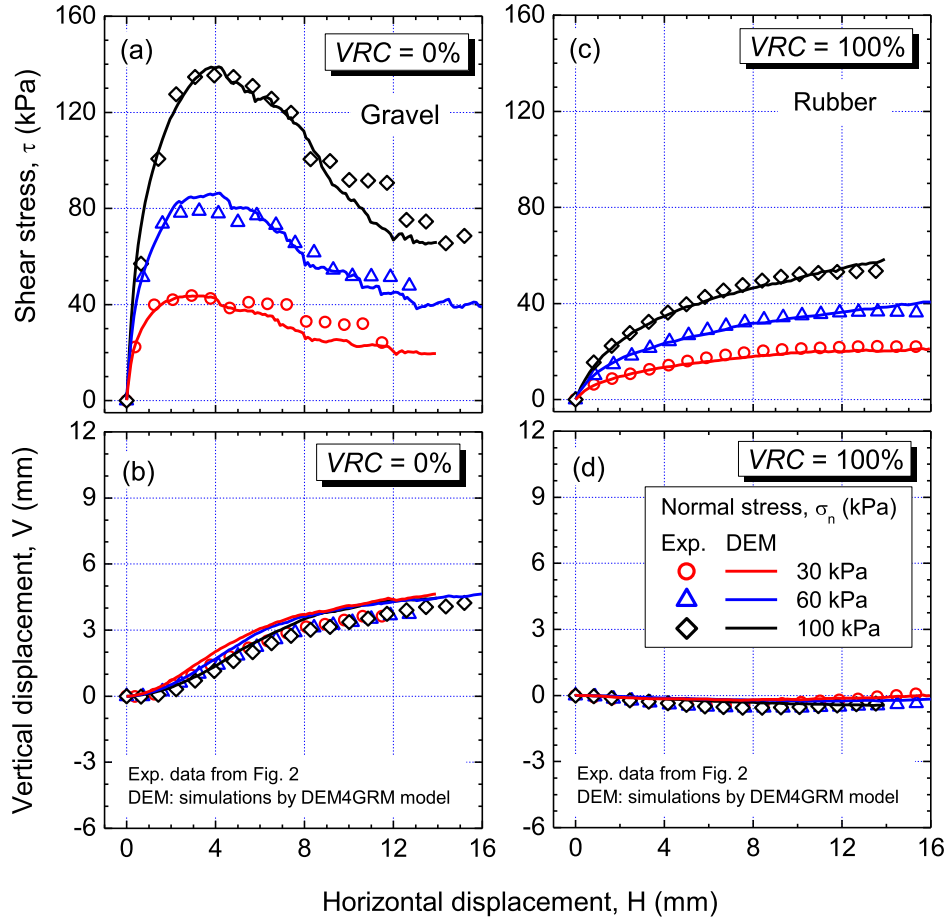 160
120
80
40
0
Shear stress, τ (kPa)
(a)
VRC = 0%
Gravel
160
120
80
40
0
(c)
VRC = 100%
Rubber
12
9
6
3
0
-3
-6
Vertical displacement, V (mm)
(b)
VRC = 0%
Exp. data from Fig. 2
DEM: simulations by DEM4GRM model
0 4 8 12 16
12
9
6
3
0
-3
-6
(d)
VRC = 100%
Normal stress, σn (kPa)
Exp. DEM
30 kPa
60 kPa
100 kPa
Exp. data from Fig. 2
DEM: simulations by DEM4GRM model
0 4 8 12 16
Horizontal displacement, H (mm)